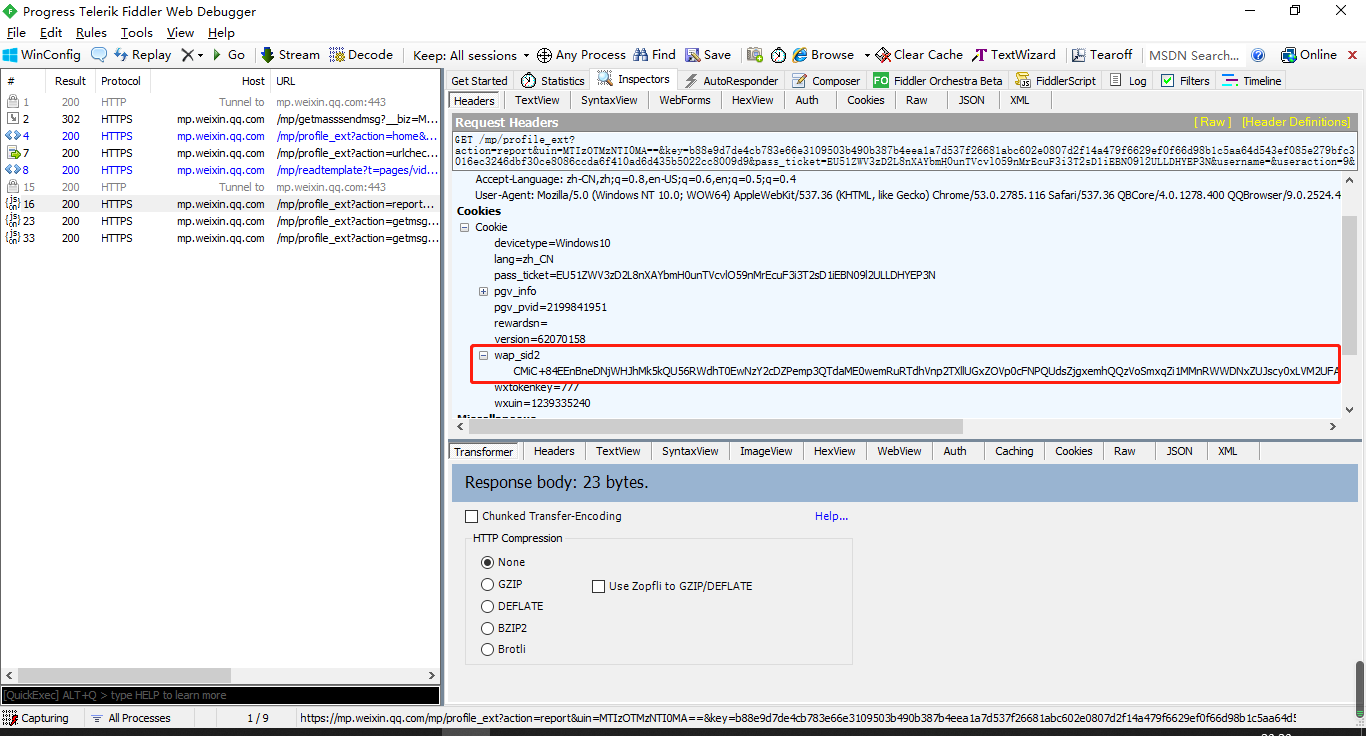 Progress Telerik Fiddler Web Debugger
File Edit Rules Tools View Help
WinConfig Replay Go Stream Decode Keep: All sessions Any Process Find Save Browse Clear Cache TextWizard Tearoff MSDN Search... Online
# Result Protocol Host URL
1 200 HTTP Tunnel to mp.weixin.qq.com:443
2 302 HTTPS mp.weixin.qq.com /mp/getmasssendmsg?__biz=M...
4 200 HTTPS mp.weixin.qq.com /mp/profile_ext?action=home&...
7 200 HTTPS mp.weixin.qq.com /mp/profile_ext?action=urlchec...
8 200 HTTPS mp.weixin.qq.com /mp/readtemplate?t=pages/vid...
15 200 HTTP Tunnel to mp.weixin.qq.com:443
16 200 HTTPS mp.weixin.qq.com /mp/profile_ext?action=report...
23 200 HTTPS mp.weixin.qq.com /mp/profile_ext?action=getmsg...
33 200 HTTPS mp.weixin.qq.com /mp/profile_ext?action=getmsg...
Get Started Statistics Inspectors AutoResponder Composer FO Fiddler Orchestra Beta FiddlerScript Log Filters Timeline
Headers TextView SyntaxView WebForms HexView Auth Cookies Raw JSON XML
Request Headers [ Raw ] [Header Definitions]
GET /mp/profile_ext?
action=report&uin=MTIzOTMzNTI0MA==&key=b88e9d7de4cb783e66e3109503b490b387b4eea1a7d537f26681abc602e0807d2f14a479f6629ef0f66d98b1c5aa64d543ef085e279bfc3
016ec3246dbf30ce8086ccda6f410ad6d435b5022cc8009d9&pass_ticket=EU51ZWV3zD2L8nXAYbmH0unTVcvlO59nMrEcuF3i3T2sD1iEBN09l2ULLDHYEP3N&username=&useraction=9&
Accept-Language: zh-CN,zh;q=0.8,en-US;q=0.6,en;q=0.5;q=0.4
User-Agent: Mozilla/5.0 (Windows NT 10.0; WOW64) AppleWebKit/537.36 (KHTML, like Gecko) Chrome/53.0.2785.116 Safari/537.36 QBCore/4.0.1278.400 QQBrowser/9.0.2524.4
Cookies
Cookie
devicetype=Windows10
lang=zh_CN
pass_ticket=EU51ZWV3zD2L8nXAYbmH0unTVcvlO59nMrEcuF3i3T2sD1iEBN09l2ULLDHYEP3N
pgv_info
pgv_pvid=2199841951
rewardsn=
version=62070158
wap_sid2
CMiC+84EEnBneDNjWHJhMk5kQU56RWdhT0EwNzY2cDZPemp3QTdaME0wemRuRTdhVnp2TXllUGxZOVp0cFNPQUdsZjgxemhQQzVoSmxqZi1MMnRWWDNxZUJscy0xLVM2UFA
wxtokenkey=777
wxuin=1239335240
Transformer Headers TextView SyntaxView ImageView HexView WebView Auth Caching Cookies Raw JSON XML
Response body: 23 bytes.
Chunked Transfer-Encoding Help...
HTTP Compression
None
GZIP Use Zopfli to GZIP/DEFLATE
DEFLATE
BZIP2
Brotli
[QuickExec] ALT+Q > type HELP to learn more
Capturing All Processes 1 / 9 https://mp.weixin.qq.com/mp/profile_ext?action=report&uin=MTIzOTMzNTI0MA==&key=b88e9d7de4cb783e66e3109503b490b387b4eea1a7d537f26681abc602e0807d2f14a479f6629ef0f66d98b1c5aa64d5